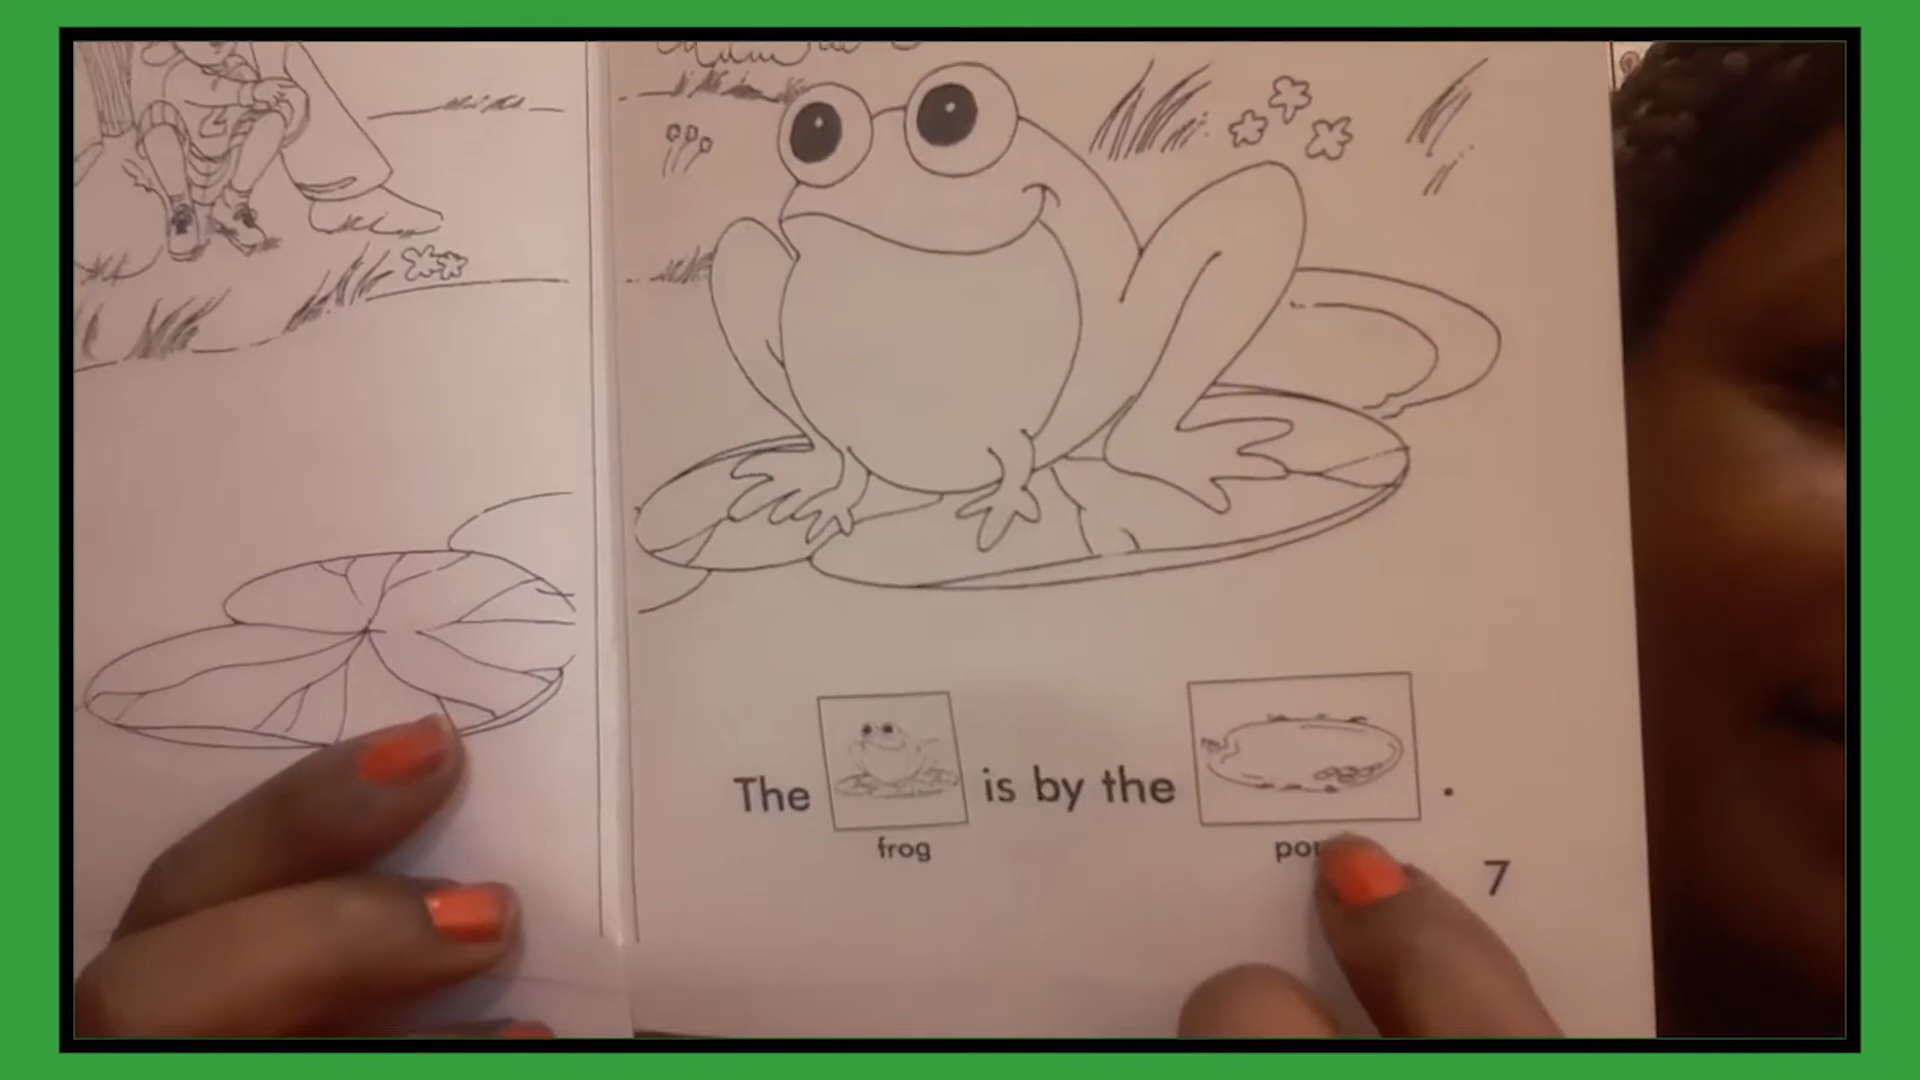 The is by the .
frog
7